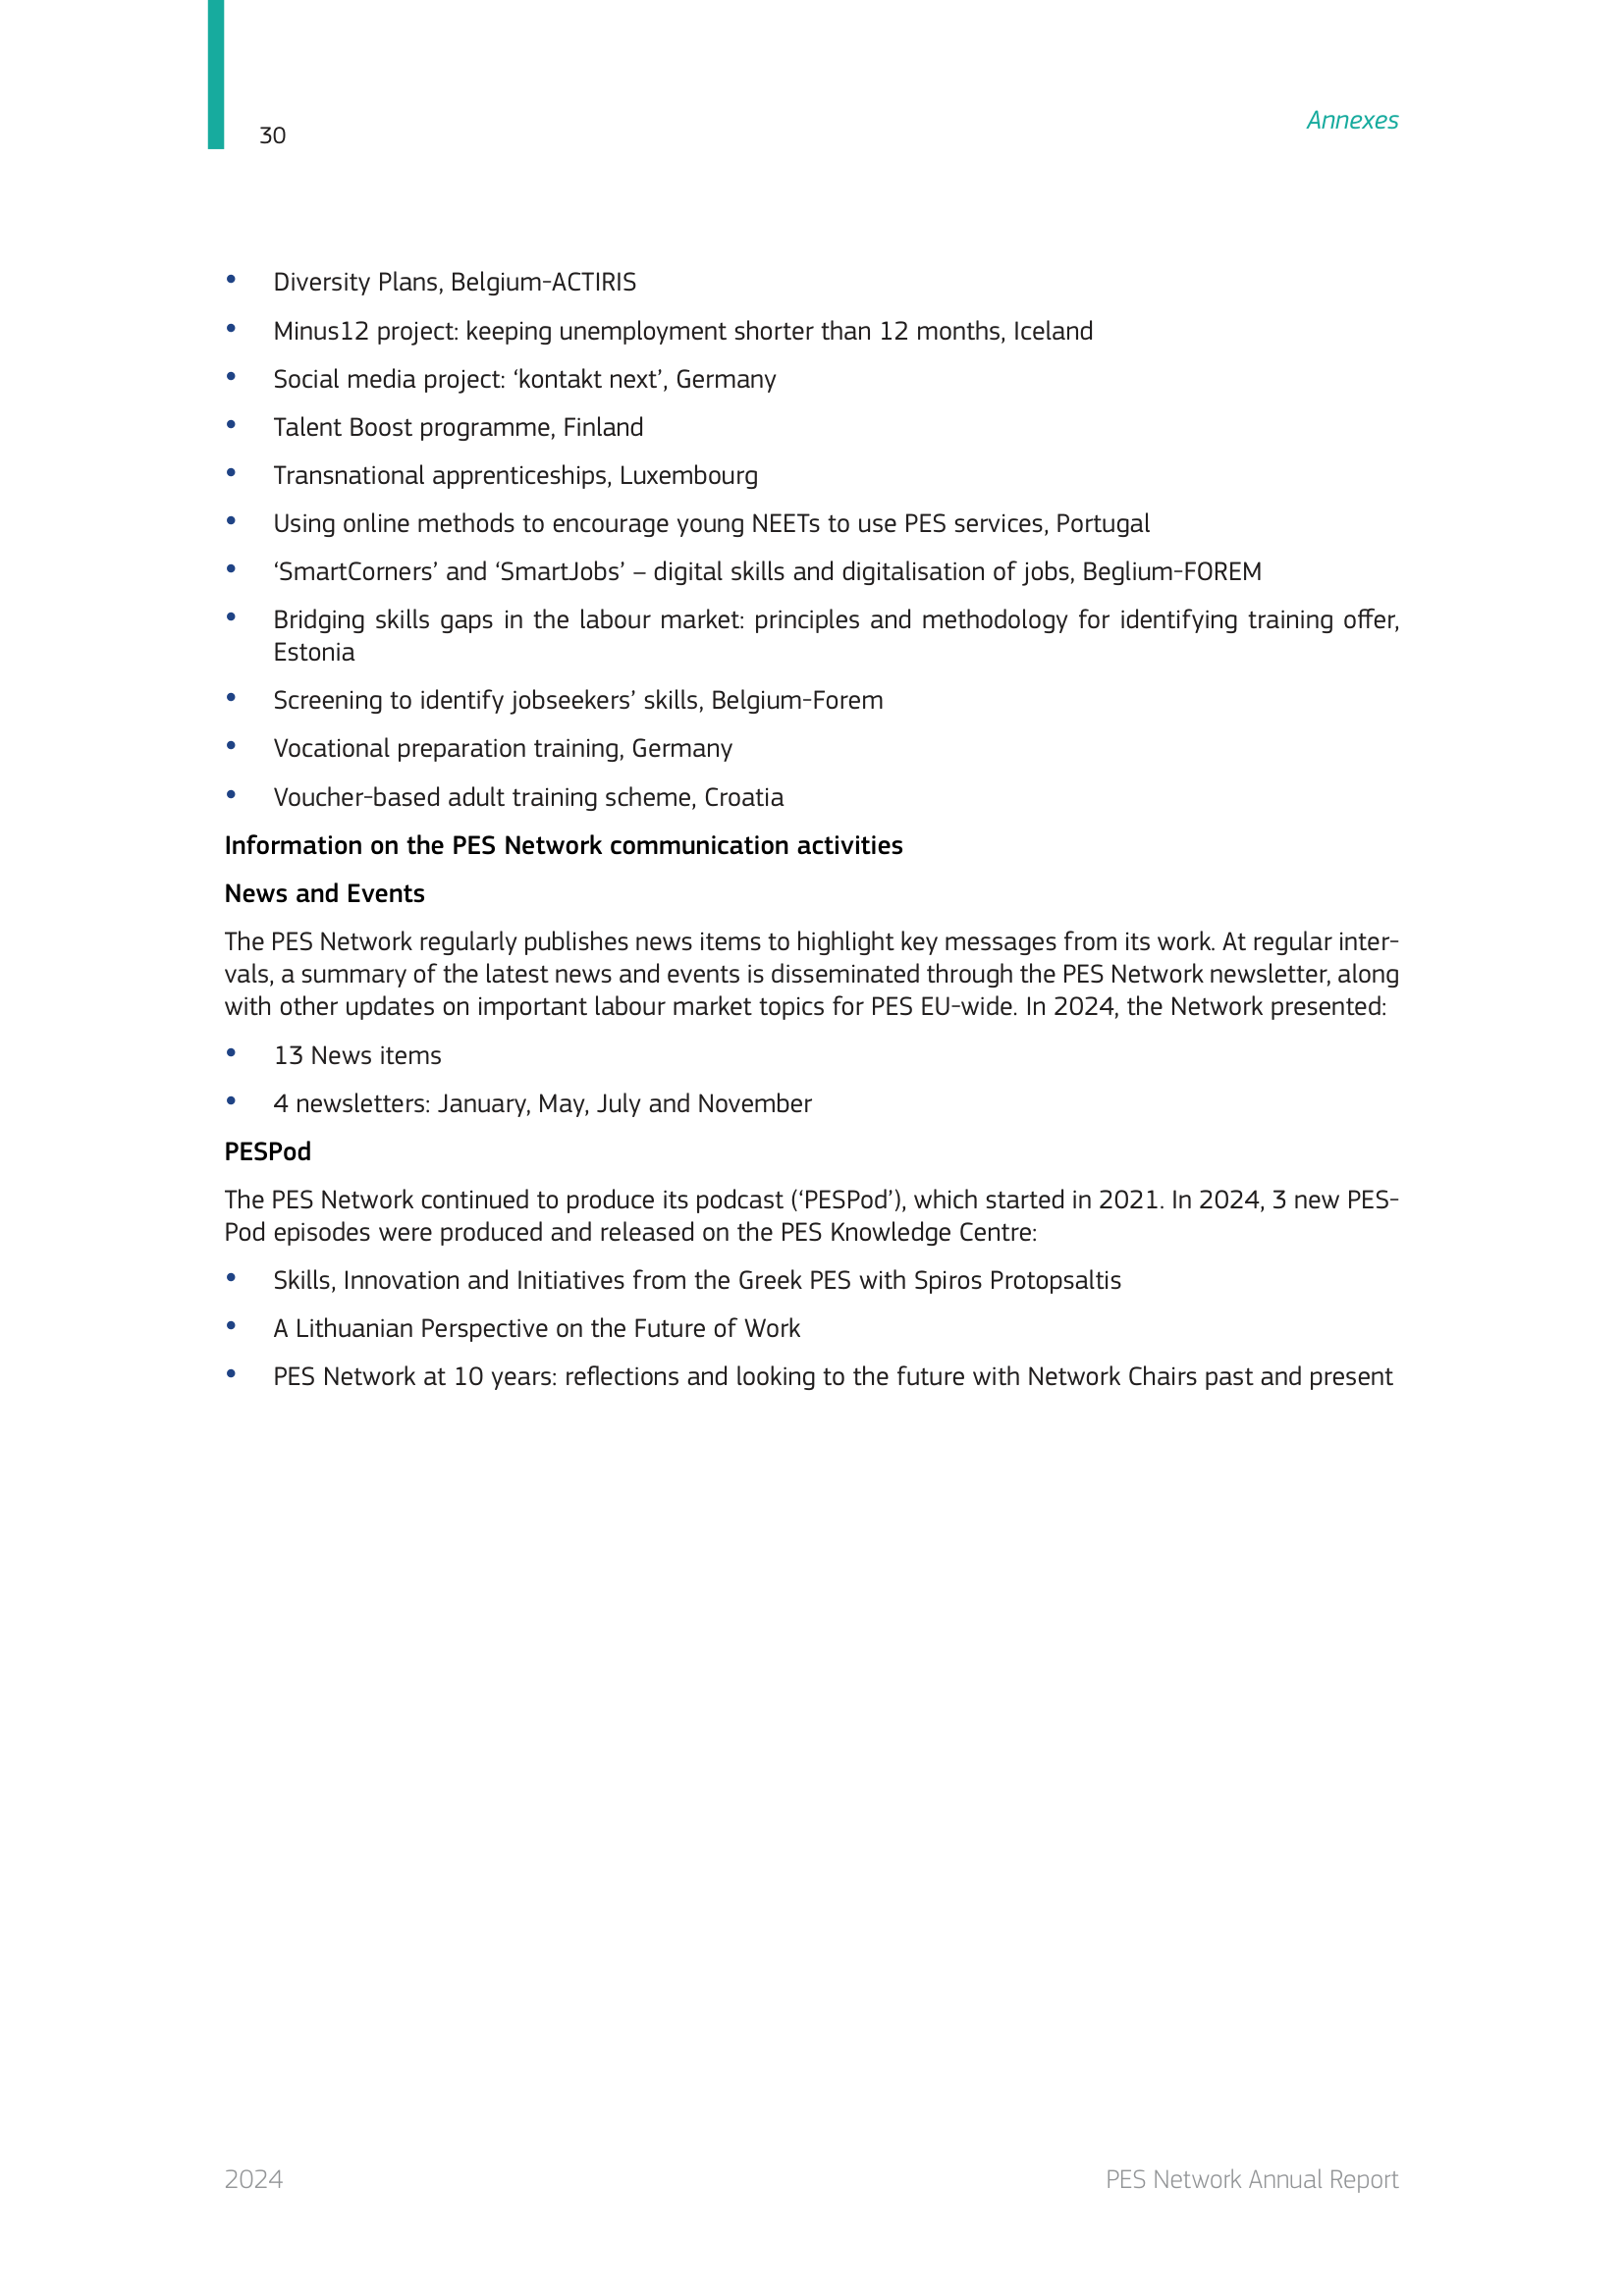 30
Annexes
• Diversity Plans, Belgium-ACTIRIS
• Minus12 project: keeping unemployment shorter than 12 months, Iceland
• Social media project: ‘kontakt next’, Germany
• Talent Boost programme, Finland
• Transnational apprenticeships, Luxembourg
• Using online methods to encourage young NEETs to use PES services, Portugal
• ‘SmartCorners’ and ‘SmartJobs’ – digital skills and digitalisation of jobs, Beglium-FOREM
• Bridging skills gaps in the labour market: principles and methodology for identifying training offer,
Estonia
• Screening to identify jobseekers’ skills, Belgium-Forem
• Vocational preparation training, Germany
• Voucher-based adult training scheme, Croatia
Information on the PES Network communication activities
News and Events
The PES Network regularly publishes news items to highlight key messages from its work. At regular inter-
vals, a summary of the latest news and events is disseminated through the PES Network newsletter, along
with other updates on important labour market topics for PES EU-wide. In 2024, the Network presented:
• 13 News items
• 4 newsletters: January, May, July and November
PESPod
The PES Network continued to produce its podcast (‘PESPod’), which started in 2021. In 2024, 3 new PES-
Pod episodes were produced and released on the PES Knowledge Centre:
• Skills, Innovation and Initiatives from the Greek PES with Spiros Protopsaltis
• A Lithuanian Perspective on the Future of Work
• PES Network at 10 years: reflections and looking to the future with Network Chairs past and present
2024
PES Network Annual Report